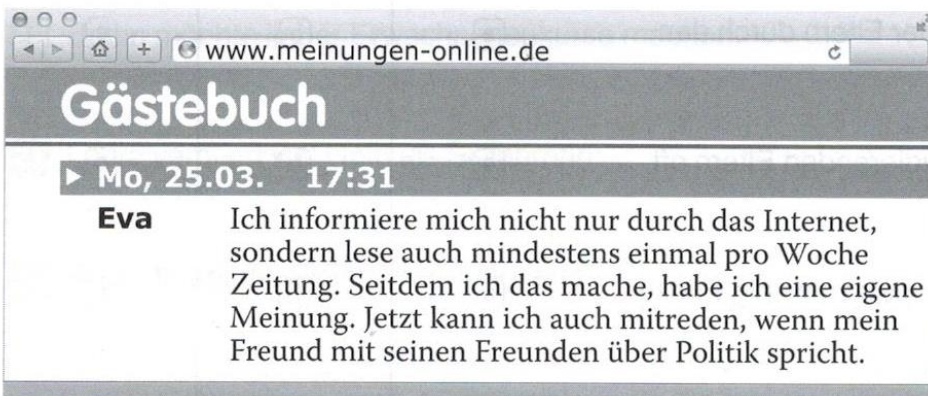 www.meinungen-online.de
Gästebuch
Mo, 25.03. 17:31
Eva Ich informiere mich nicht nur durch das Internet,
sondern lese auch mindestens einmal pro Woche
Zeitung. Seitdem ich das mache, habe ich eine eigene
Meinung. Jetzt kann ich auch mitreden, wenn mein
Freund mit seinen Freunden über Politik spricht.